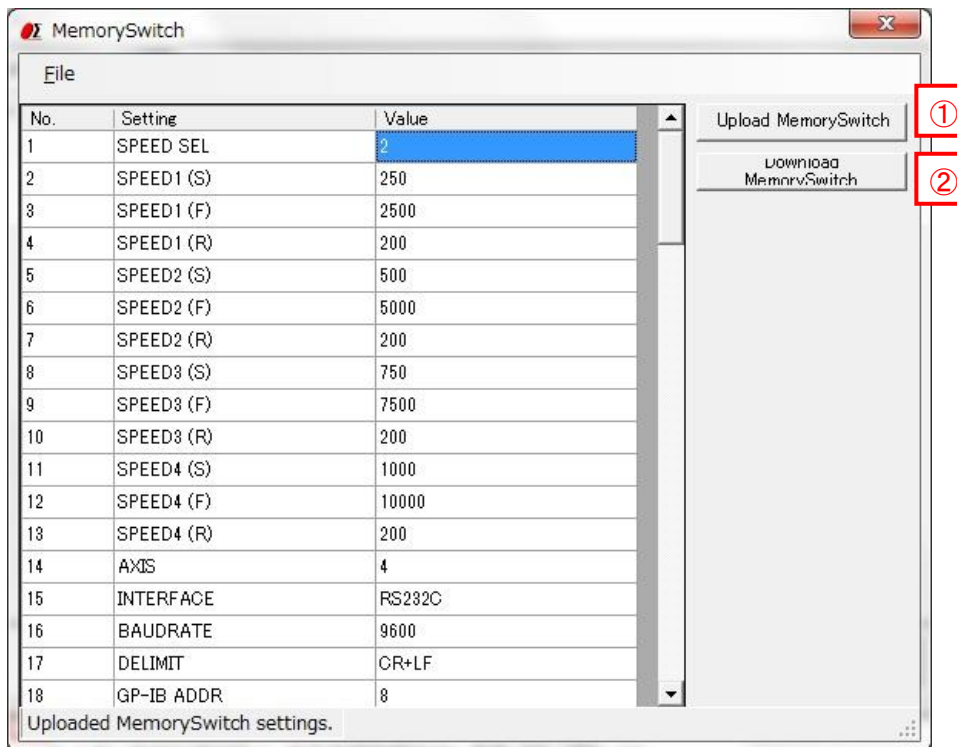 MemorySwitch
File
No. Setting Value
1 SPEED SEL 2
2 SPEED1 (S) 250
3 SPEED1 (F) 2500
4 SPEED1 (R) 200
5 SPEED2 (S) 500
6 SPEED2 (F) 5000
7 SPEED2 (R) 200
8 SPEED3 (S) 750
9 SPEED3 (F) 7500
10 SPEED3 (R) 200
11 SPEED4 (S) 1000
12 SPEED4 (F) 10000
13 SPEED4 (R) 200
14 AXIS 4
15 INTERFACE RS232C
16 BAUDRATE 9600
17 DELIMIT CR+LF
18 GP-IB ADDR 8
Upload MemorySwitch
①
Download
MemorySwitch
②
Uploaded MemorySwitch settings.